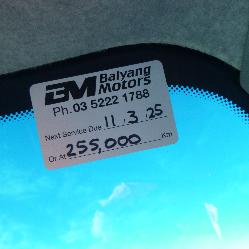 BM Balyang
Motors
Ph.03 5222 1788
Next Service Due 11.3.25
Or At 255,000 Km